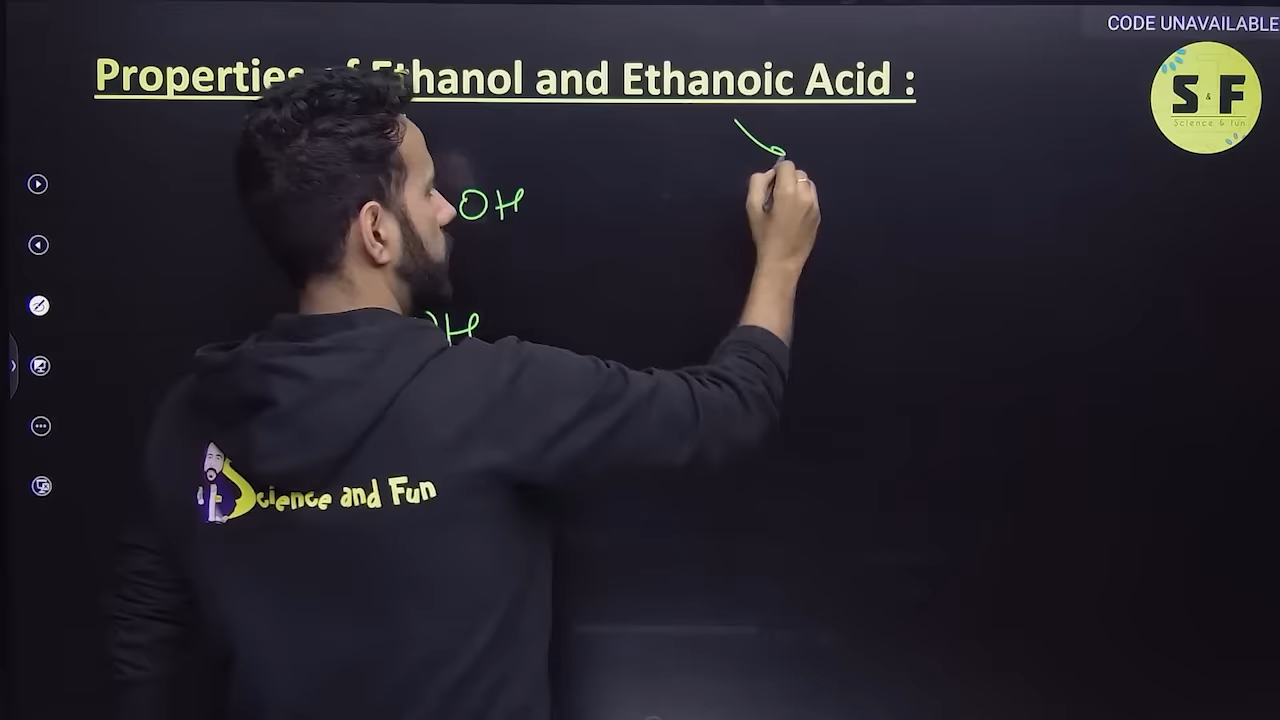 CODE UNAVAILABLE
Properties of Ethanol and Ethanoic Acid :
S & F
Science & fun
OH
H
Science and Fun